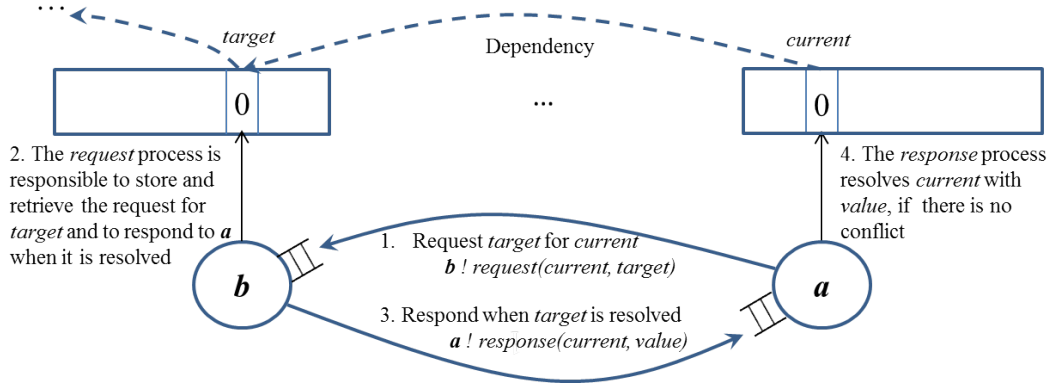 ...
target
Dependency
current
0
...
0
2. The request process is
responsible to store and
retrieve the request for
target and to respond to a
when it is resolved
4. The response process
resolves current with
value, if there is no
conflict
1. Request target for current
b ! request(current, target)
b
a
3. Respond when target is resolved
a ! response(current, value)